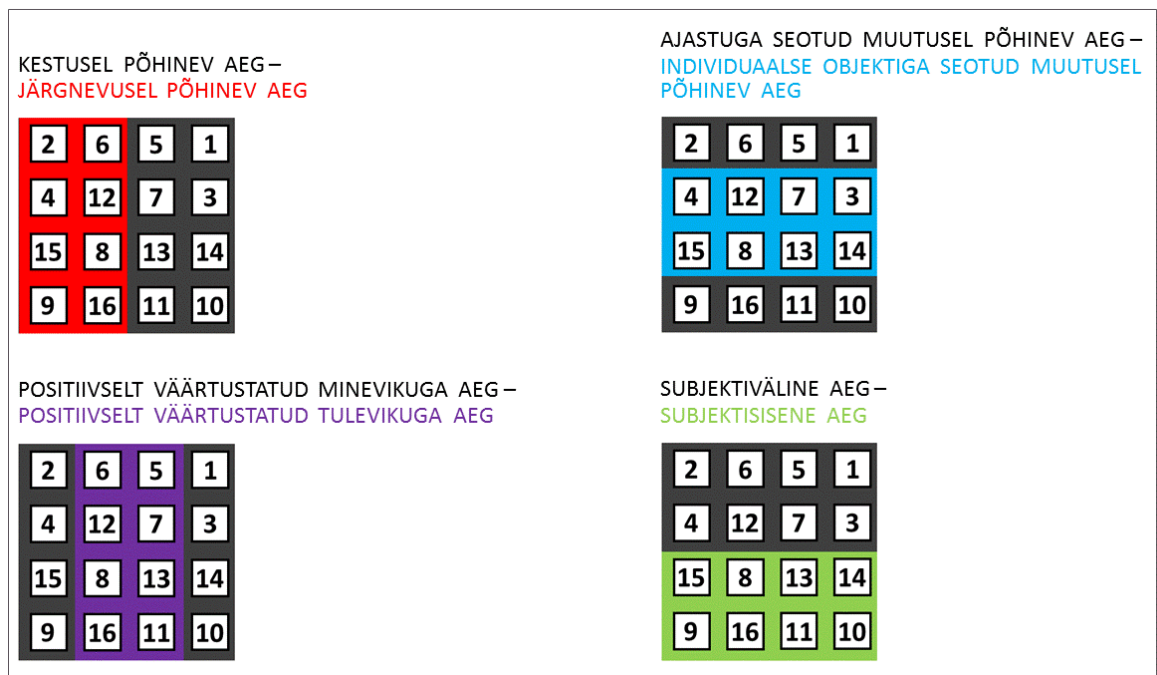 KESTUSEL PÕHINEV AEG –
JÄRGNEVUSEL PÕHINEV AEG
2 6 5 1
4 12 7 3
15 8 13 14
9 16 11 10
AJASTUGA SEOTUD MUUTUSEL PÕHINEV AEG –
INDIVIDUAALSE OBJEKTIGA SEOTUD MUUTUSEL
PÕHINEV AEG
2 6 5 1
4 12 7 3
15 8 13 14
9 16 11 10
POSITIIVSELT VÄÄRTUSTATUD MINEVIKUGA AEG –
POSITIIVSELT VÄÄRTUSTATUD TULEVIKUGA AEG
2 6 5 1
4 12 7 3
15 8 13 14
9 16 11 10
SUBJEKTIVÄLINE AEG –
SUBJEKTISISENE AEG
2 6 5 1
4 12 7 3
15 8 13 14
9 16 11 10